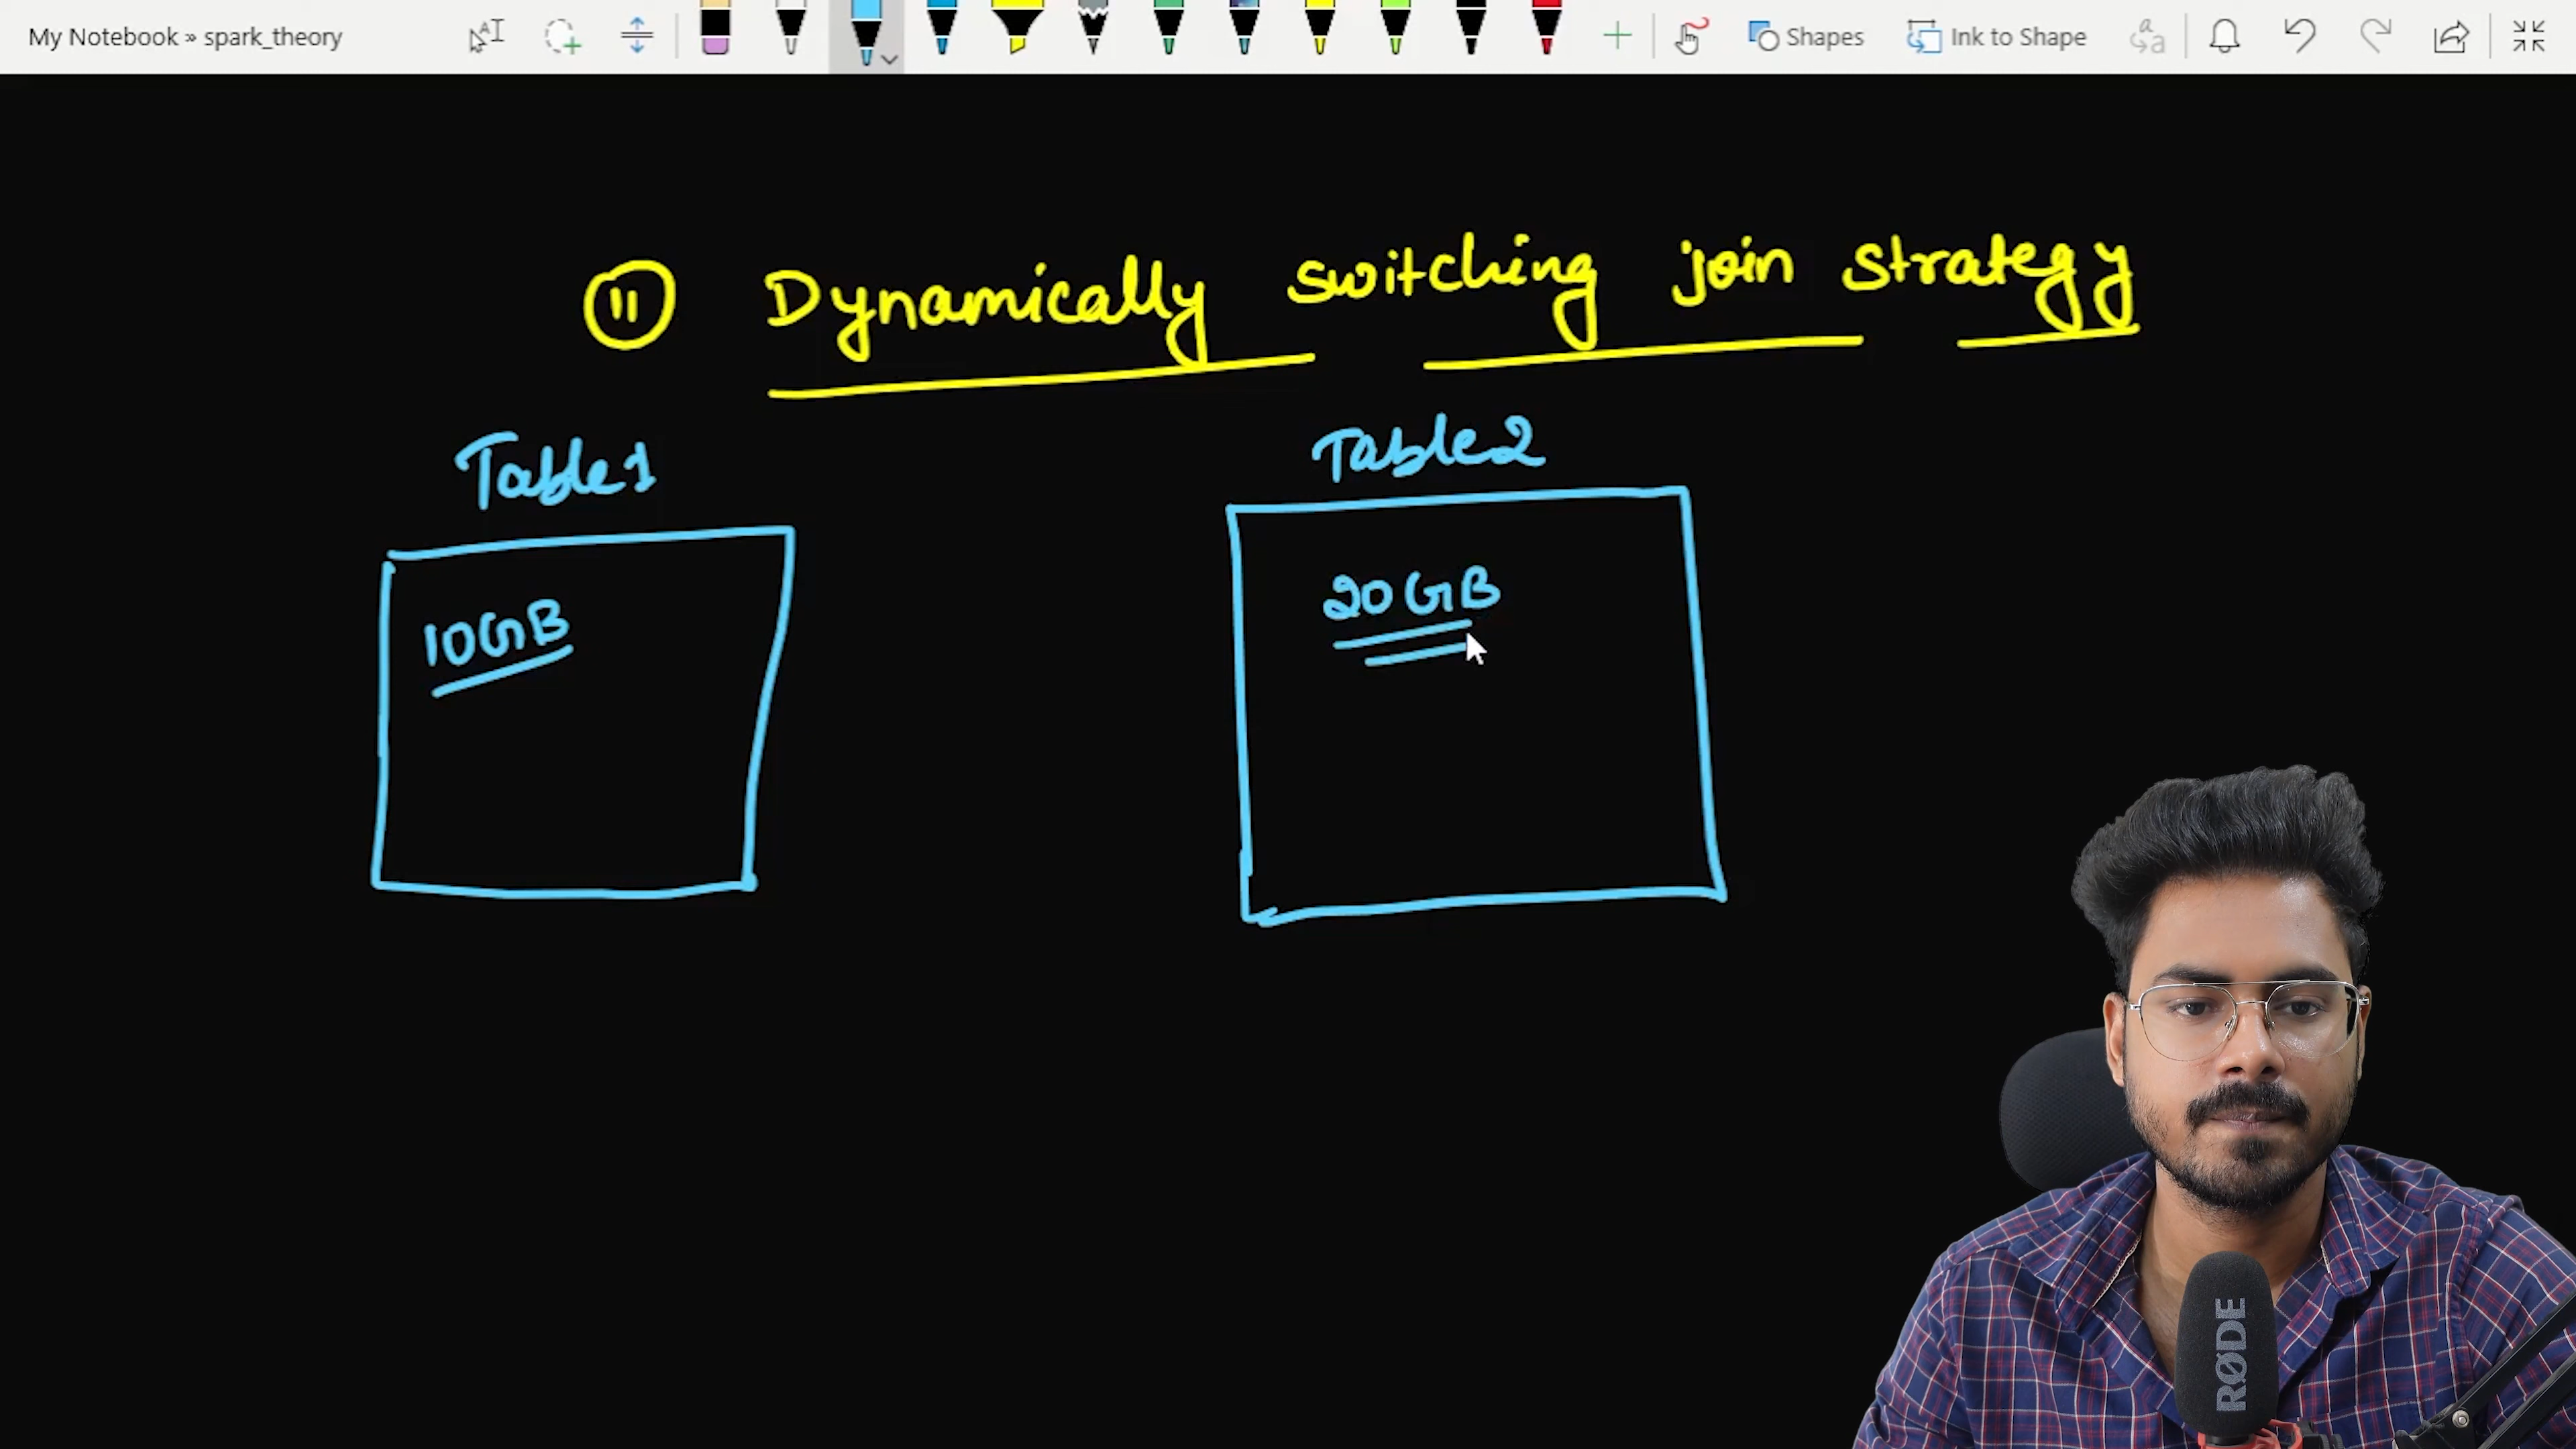 My Notebook » spark_theory
Shapes
Ink to Shape
11 Dynamically switching join strategy
Table1
Table2
10GB
20GB
RØDE